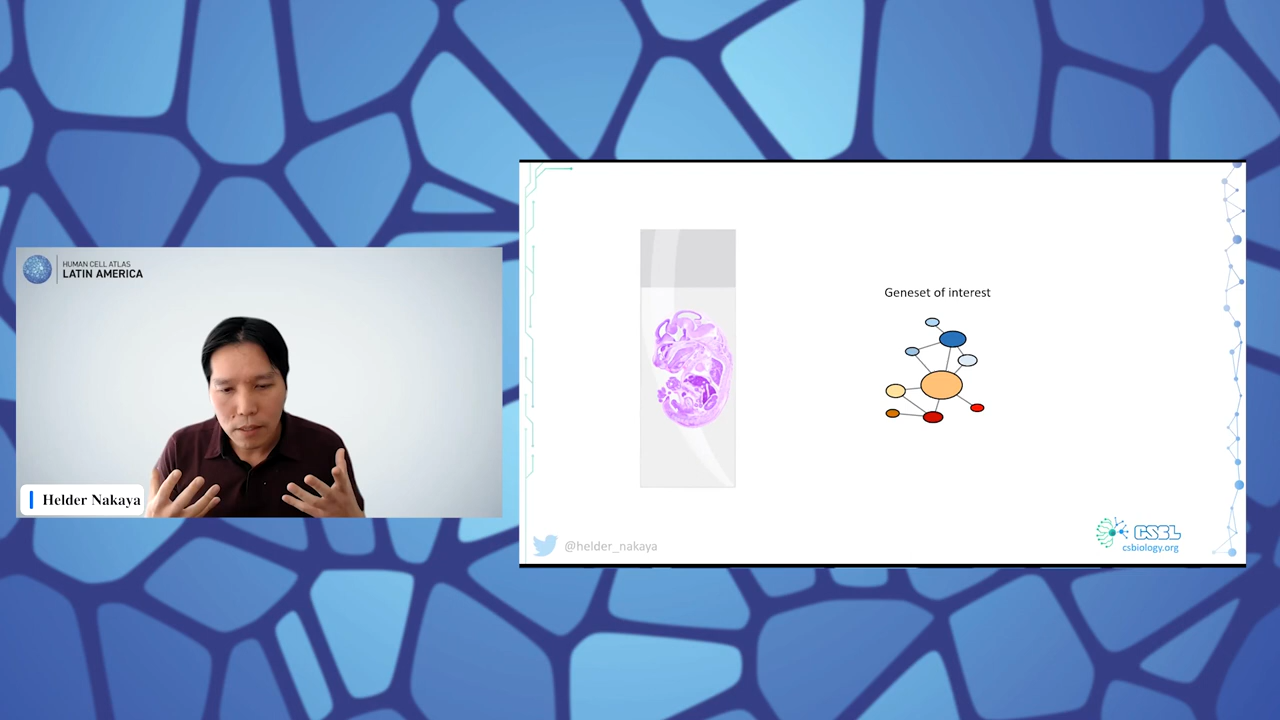 HUMAN CELL ATLAS
LATIN AMERICA
Helder Nakaya
Geneset of interest
@helder_nakaya
CSBL
csbiology.org